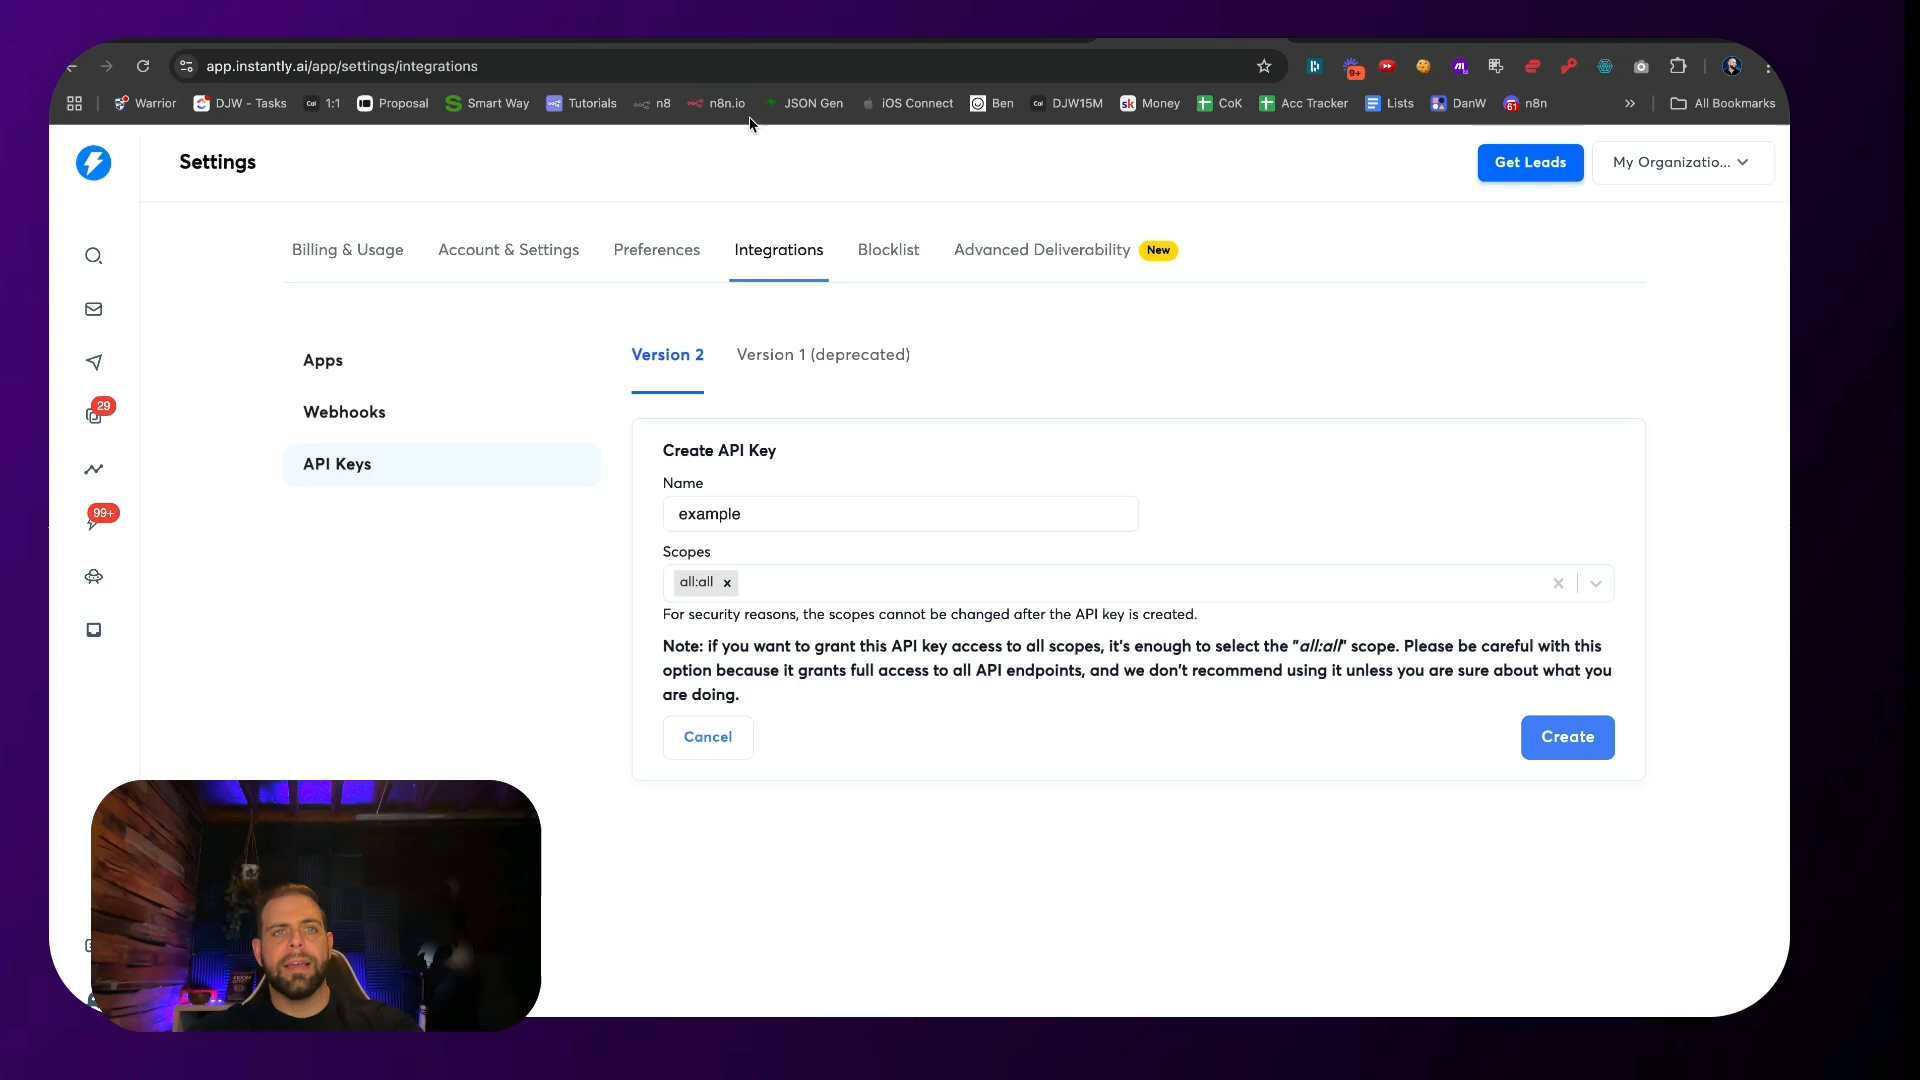 app.instantly.ai/app/settings/integrations
9+
Warrior
DJW - Tasks
Cal 1:1
Proposal
Smart Way
Tutorials
n8
n8n.io
JSON Gen
iOS Connect
Ben
Cal DJW15M
sk Money
CoK
Acc Tracker
Lists
DanW
61 n8n
All Bookmarks
Settings
Get Leads
My Organizatio...
Billing & Usage
Account & Settings
Preferences
Integrations
Blocklist
Advanced Deliverability New
29
99+
Apps
Webhooks
API Keys
Version 2
Version 1 (deprecated)
Create API Key
Name
example
Scopes
all:all x
For security reasons, the scopes cannot be changed after the API key is created.
Note: if you want to grant this API key access to all scopes, it's enough to select the "all:all" scope. Please be careful with this
option because it grants full access to all API endpoints, and we don't recommend using it unless you are sure about what you
are doing.
Cancel
Create